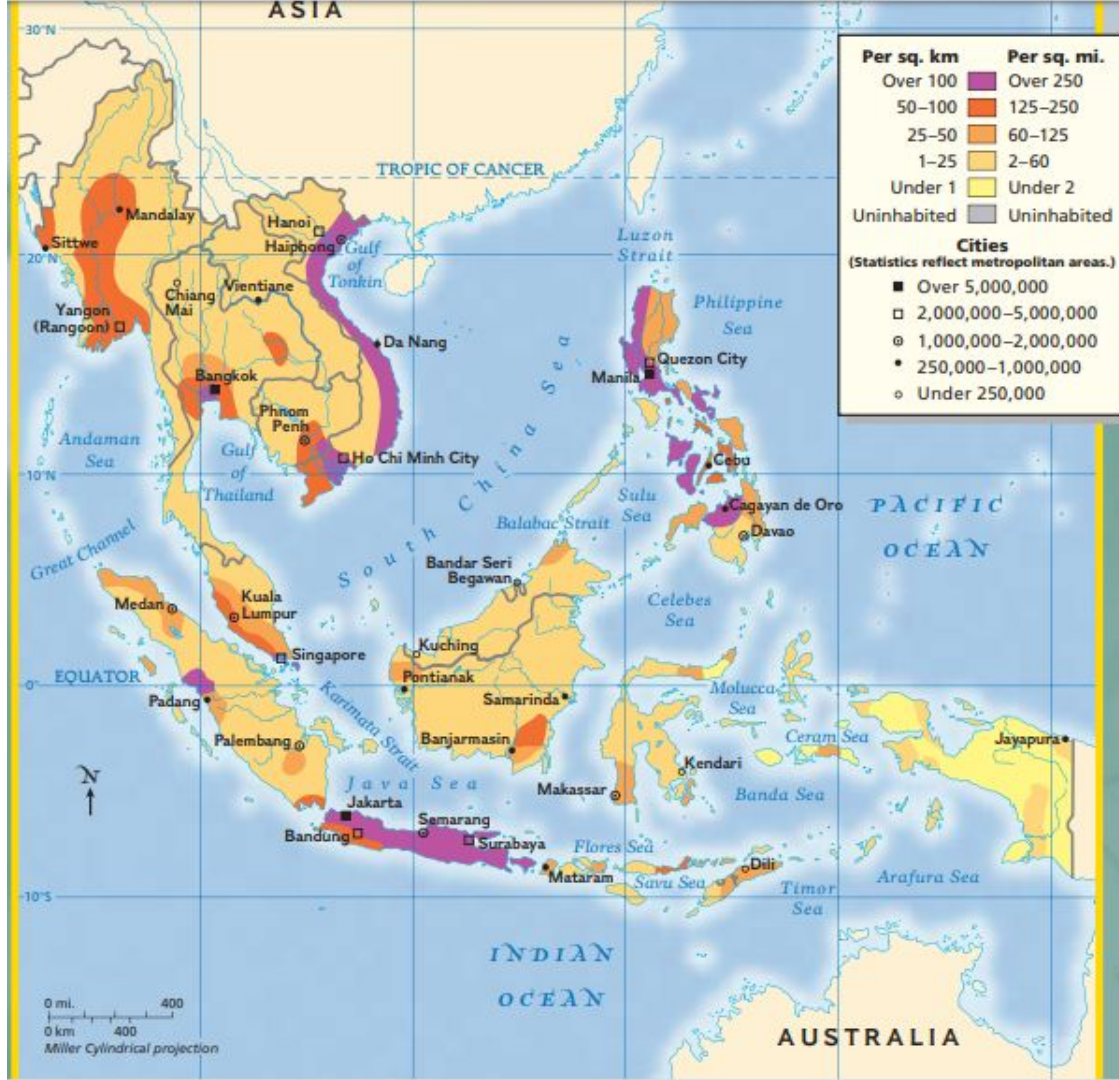 ASIA
30°N
Per sq. km Per sq. mi.
Over 100 Over 250
50–100 125–250
25–50 60–125
1–25 2–60
Under 1 Under 2
Uninhabited Uninhabited
Cities
(Statistics reflect metropolitan areas.)
Over 5,000,000
2,000,000–5,000,000
1,000,000–2,000,000
250,000–1,000,000
Under 250,000
TROPIC OF CANCER
Mandalay
Hanoi
Haiphong
Gulf
of
Tonkin
Sittwe
20°N
Luzon
Strait
Chiang
Mai
Vientiane
Yangon
(Rangoon)
Philippine
Sea
Da Nang
Quezon City
Manila
Bangkok
Phnom
Penh
Andaman
Sea
Gulf
of
Thailand
Ho Chi Minh City
South China Sea
10°N
Cebu
Sulu
Sea
Cagayan de Oro
Davao
PACIFIC
OCEAN
Balabac Strait
Great Channel
Bandar Seri
Begawan
Medan
Kuala
Lumpur
Celebes
Sea
Singapore
Kuching
EQUATOR
0°
Pontianak
Padang
Karimata Strait
Samarinda
Molucca
Sea
Palembang
Banjarmasin
Ceram Sea
Jayapura
Kendari
N
Java Sea
Makassar
Banda Sea
Jakarta
Bandung
Semarang
Surabaya
Flores Sea
Mataram
Savu Sea
Dili
Timor
Sea
Arafura Sea
10°S
INDIAN
OCEAN
0 mi. 400
0 km 400
Miller Cylindrical projection
AUSTRALIA